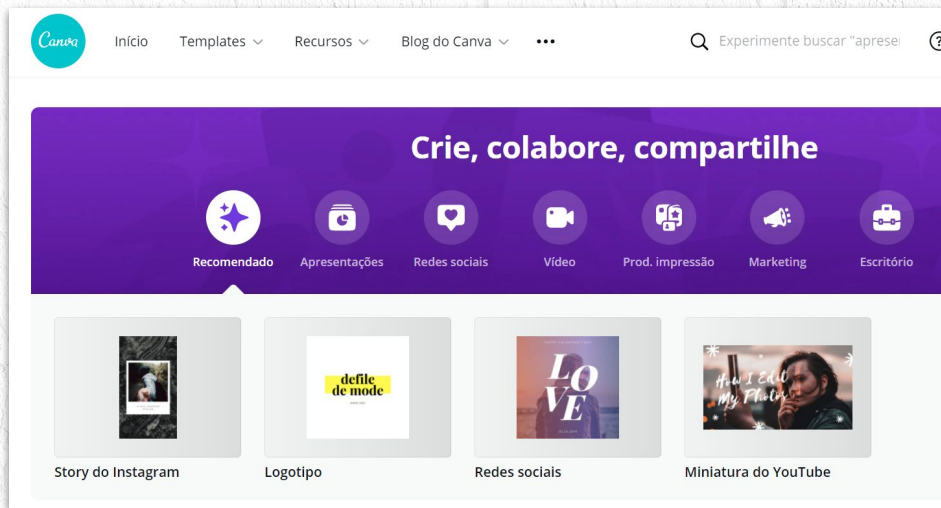 Canva
Início
Templates
Recursos
Blog do Canva
Experimente buscar "aprese
Crie, colabore, compartilhe
Recomendado
Apresentações
Redes sociais
Vídeo
Prod. impressão
Marketing
Escritório
defile
de mode
LO
VE
How I Edit
My Photos
Story do Instagram
Logotipo
Redes sociais
Miniatura do YouTube